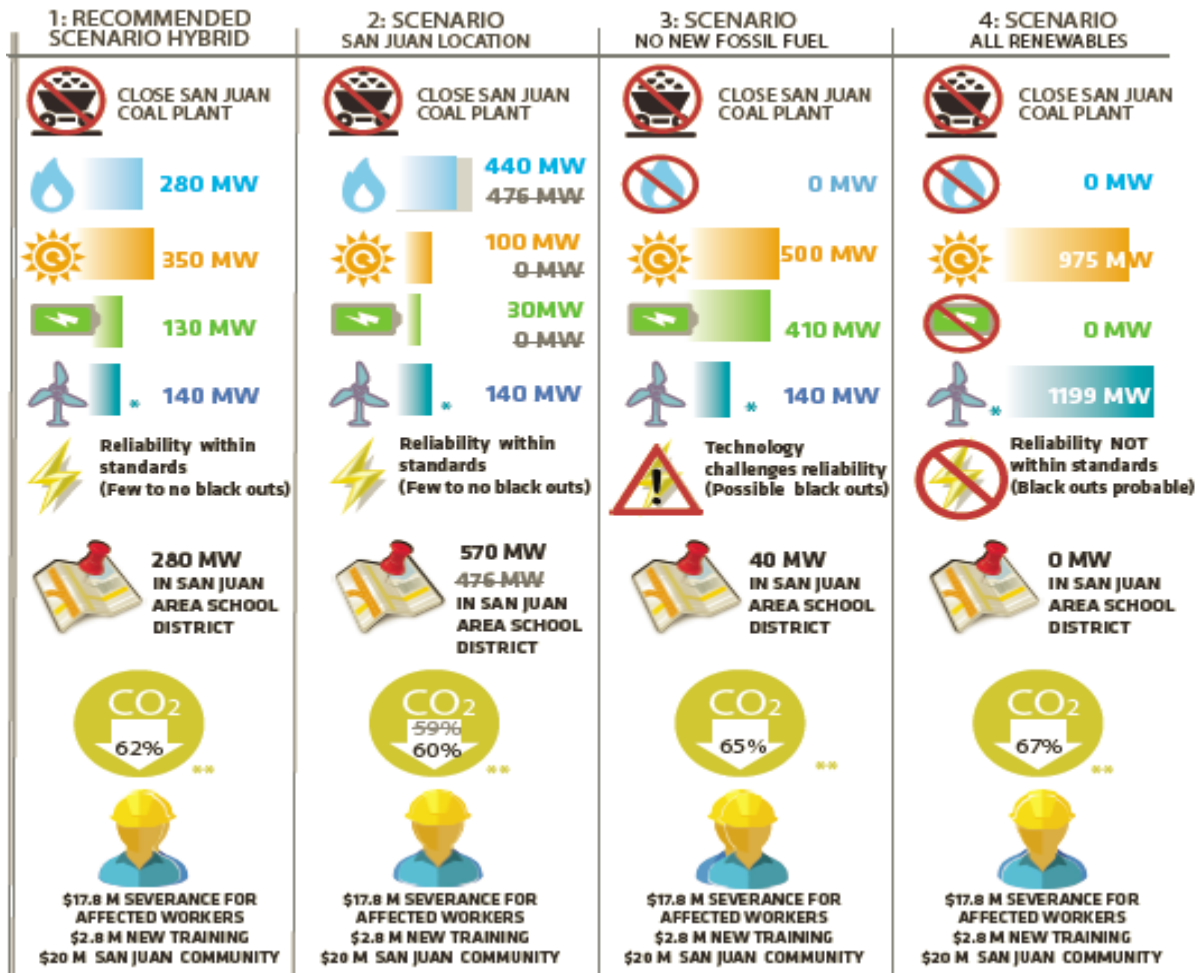 1: RECOMMENDED
SCENARIO HYBRID
CLOSE SAN JUAN
COAL PLANT
280 MW
350 MW
130 MW
* 140 MW
Reliability within
standards
(Few to no black outs)
280 MW
IN SAN JUAN
AREA SCHOOL
DISTRICT
CO2
62%
**
$17.8 M SEVERANCE FOR
AFFECTED WORKERS
$2.8 M NEW TRAINING
$20 M SAN JUAN COMMUNITY
2: SCENARIO
SAN JUAN LOCATION
CLOSE SAN JUAN
COAL PLANT
440 MW
476 MW
100 MW
0 MW
30MW
0 MW
* 140 MW
Reliability within
standards
(Few to no black outs)
570 MW
476 MW
IN SAN JUAN
AREA SCHOOL
DISTRICT
CO2
59%
60%
**
$17.8 M SEVERANCE FOR
AFFECTED WORKERS
$2.8 M NEW TRAINING
$20 M SAN JUAN COMMUNITY
3: SCENARIO
NO NEW FOSSIL FUEL
CLOSE SAN JUAN
COAL PLANT
0 MW
500 MW
410 MW
* 140 MW
Technology
challenges reliability
(Possible black outs)
!
40 MW
IN SAN JUAN
AREA SCHOOL
DISTRICT
CO2
65%
**
$17.8 M SEVERANCE FOR
AFFECTED WORKERS
$2.8 M NEW TRAINING
$20 M SAN JUAN COMMUNITY
4: SCENARIO
ALL RENEWABLES
CLOSE SAN JUAN
COAL PLANT
0 MW
975 MW
0 MW
* 1199 MW
Reliability NOT
within standards
(Black outs probable)
0 MW
IN SAN JUAN
AREA SCHOOL
DISTRICT
CO2
67%
**
$17.8 M SEVERANCE FOR
AFFECTED WORKERS
$2.8 M NEW TRAINING
$20 M SAN JUAN COMMUNITY